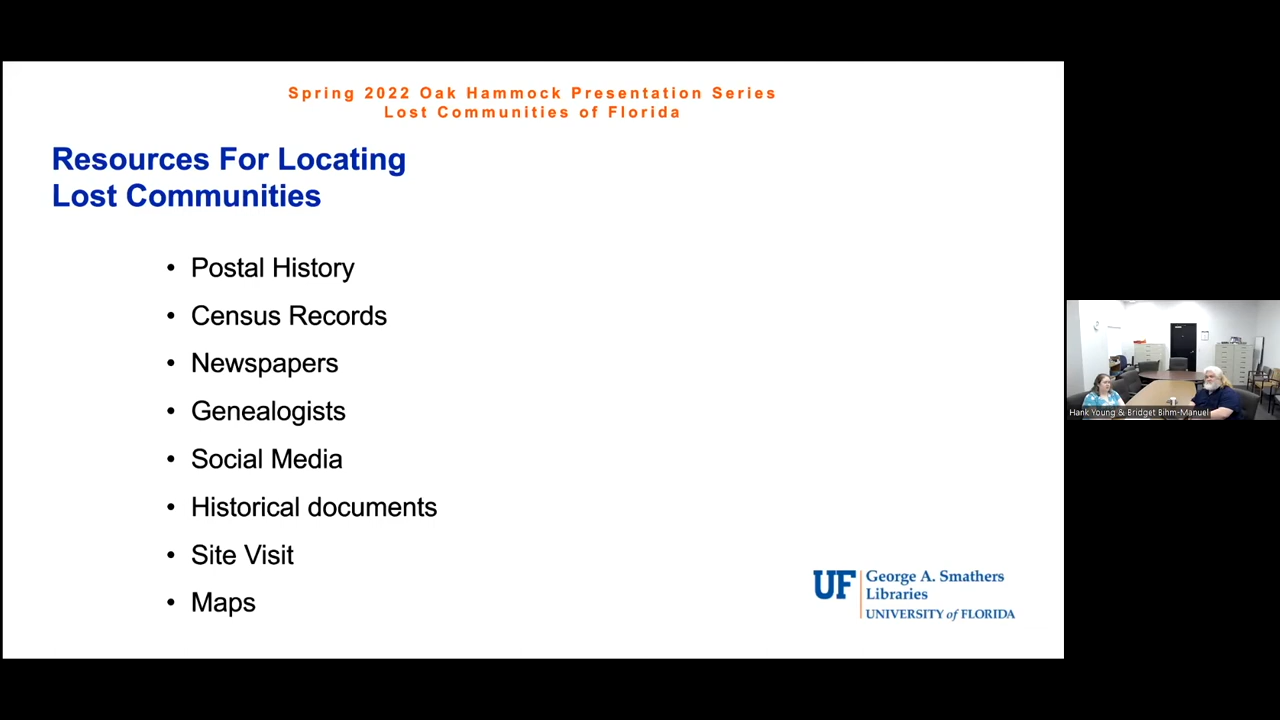 Spring 2022 Oak Hammock Presentation Series
Lost Communities of Florida
Resources For Locating
Lost Communities
• Postal History
• Census Records
• Newspapers
• Genealogists
• Social Media
• Historical documents
• Site Visit
• Maps
UF
George A. Smathers
Libraries
UNIVERSITY of FLORIDA
Hank Young & Bridget Bihm-Manuel